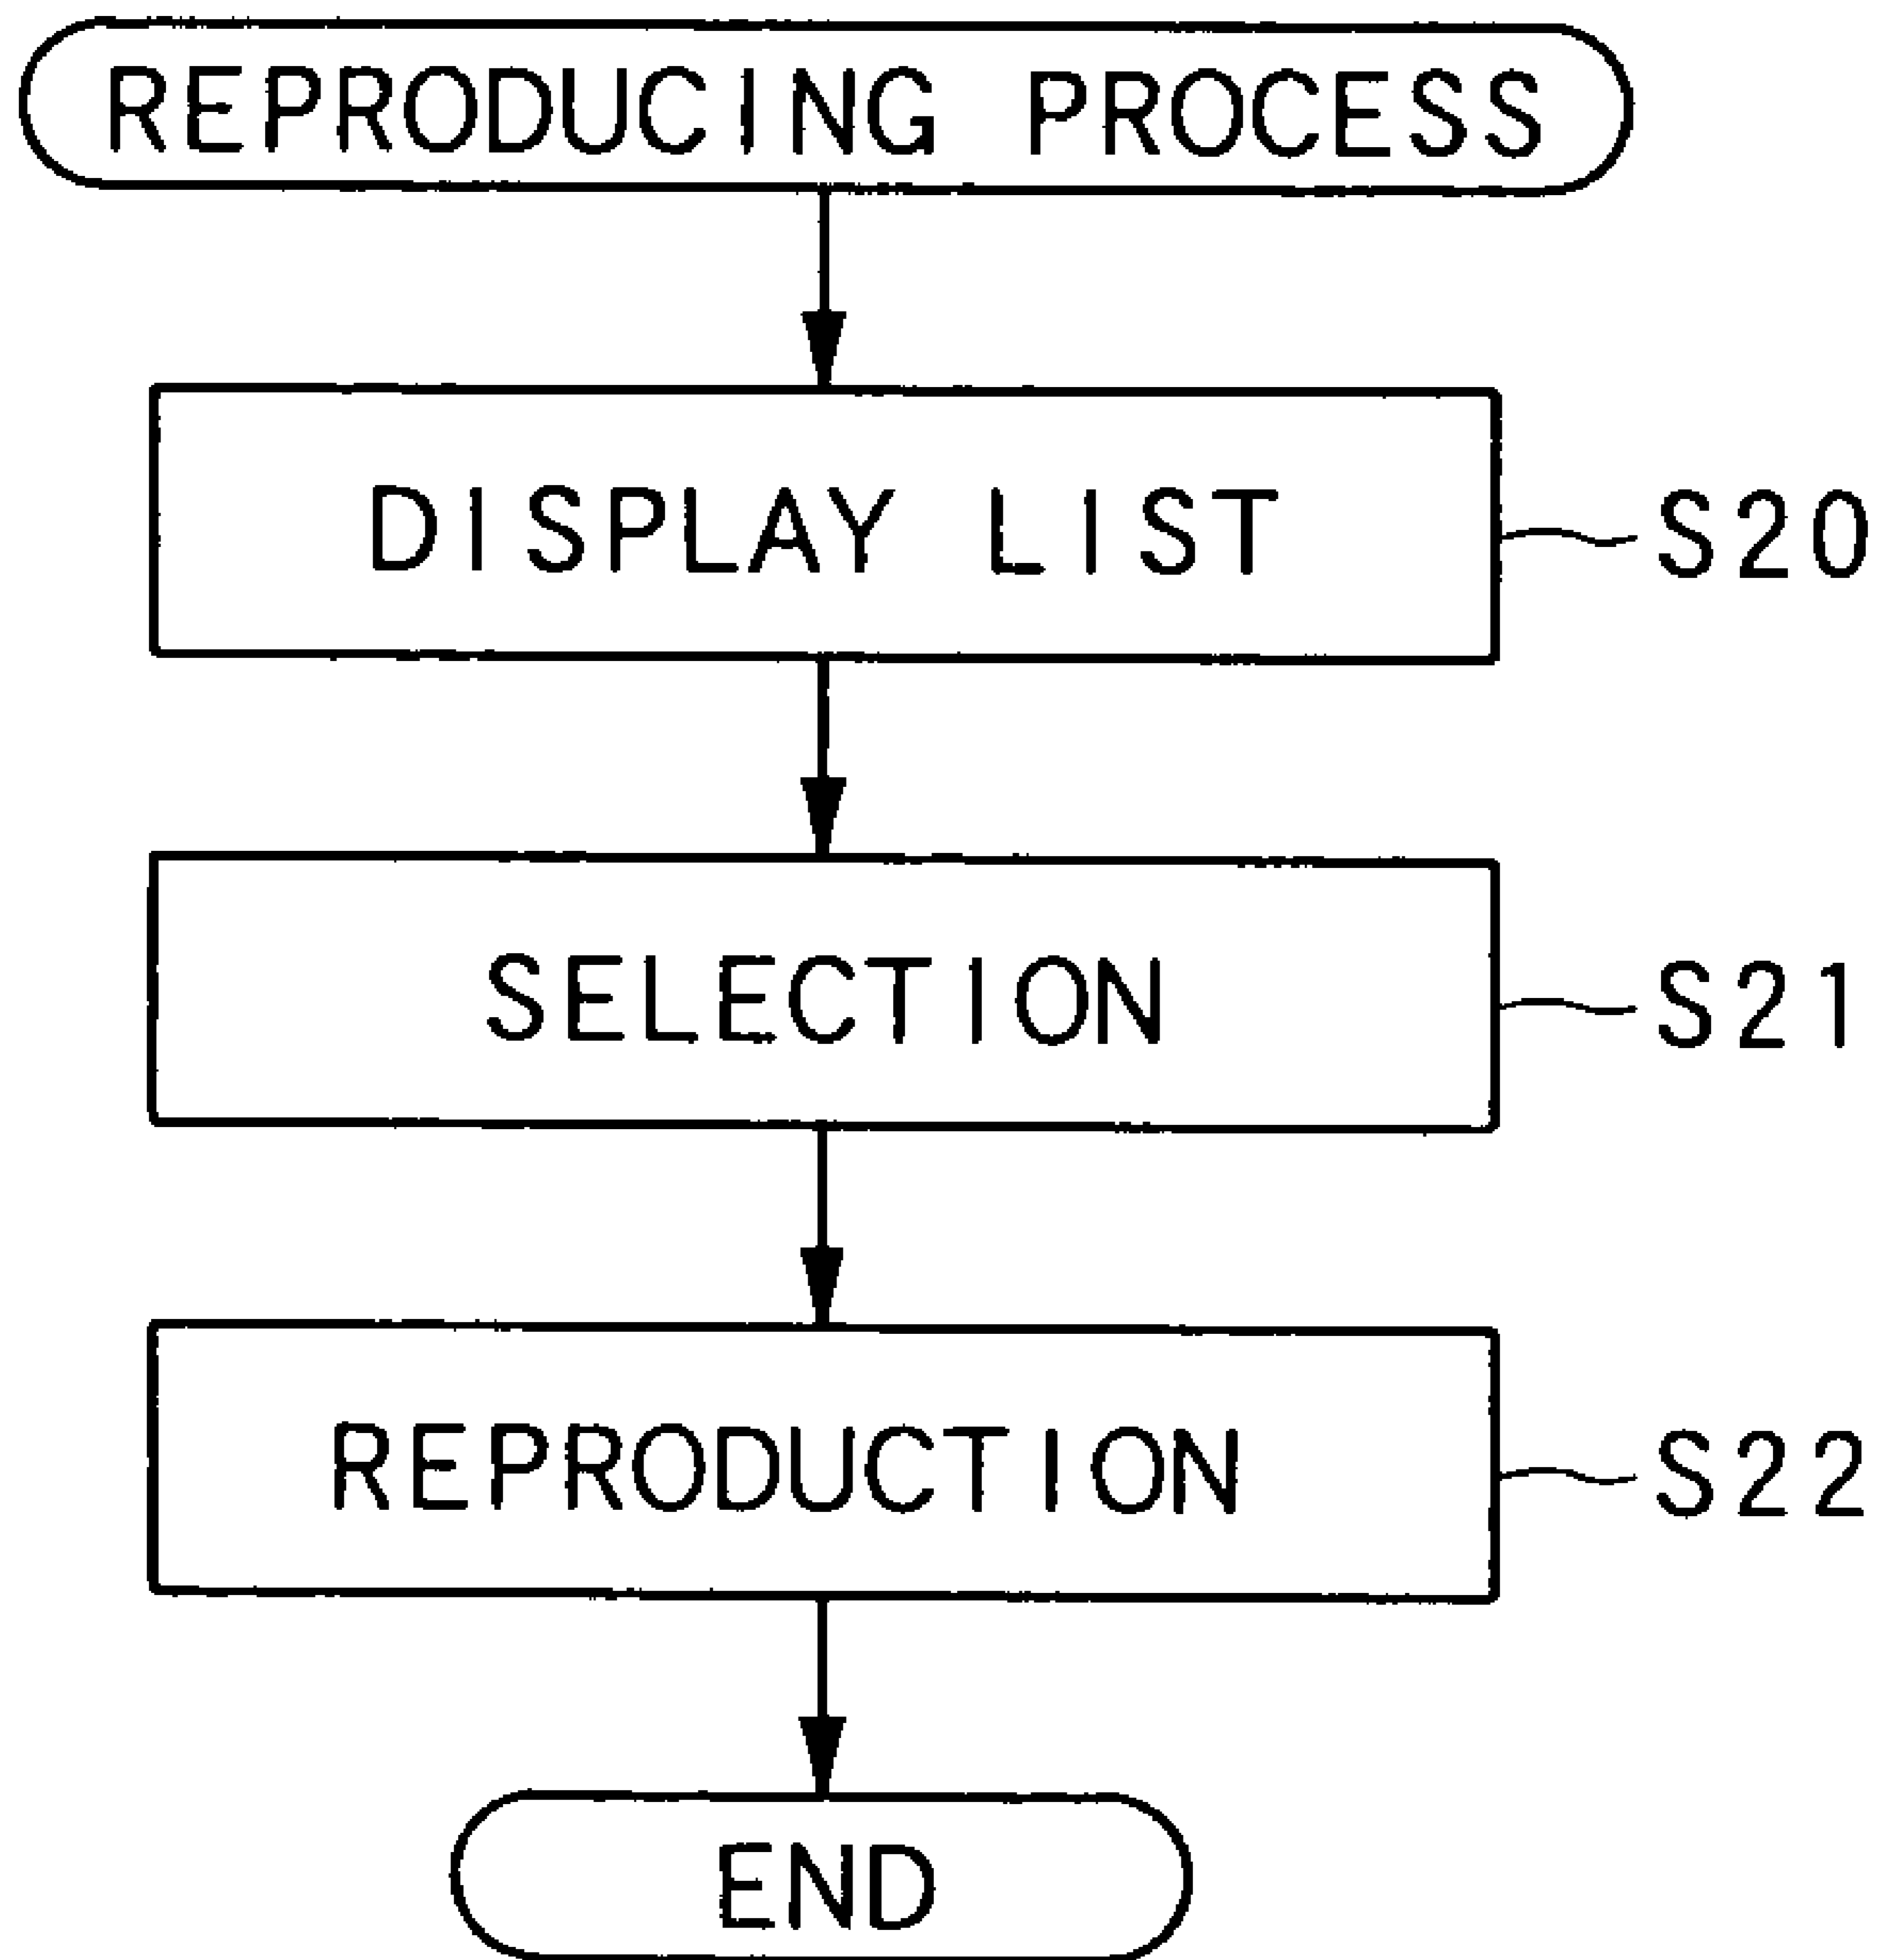 REPRODUCING PROCESS
DISPLAY LIST
S20
SELECTION
S21
REPRODUCTION
S22
END